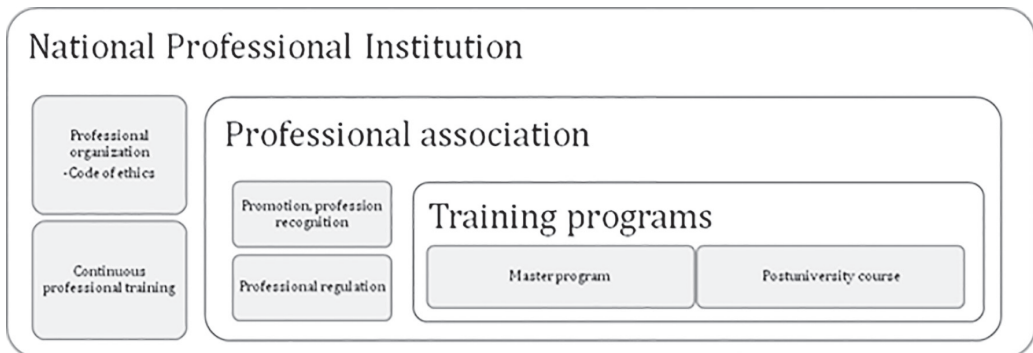 National Professional Institution
Professional
organization
-Code of ethics
Continuous
professional training
Professional association
Promotion, profession
recognition
Professional regulation
Training programs
Master program
Postuniversity course